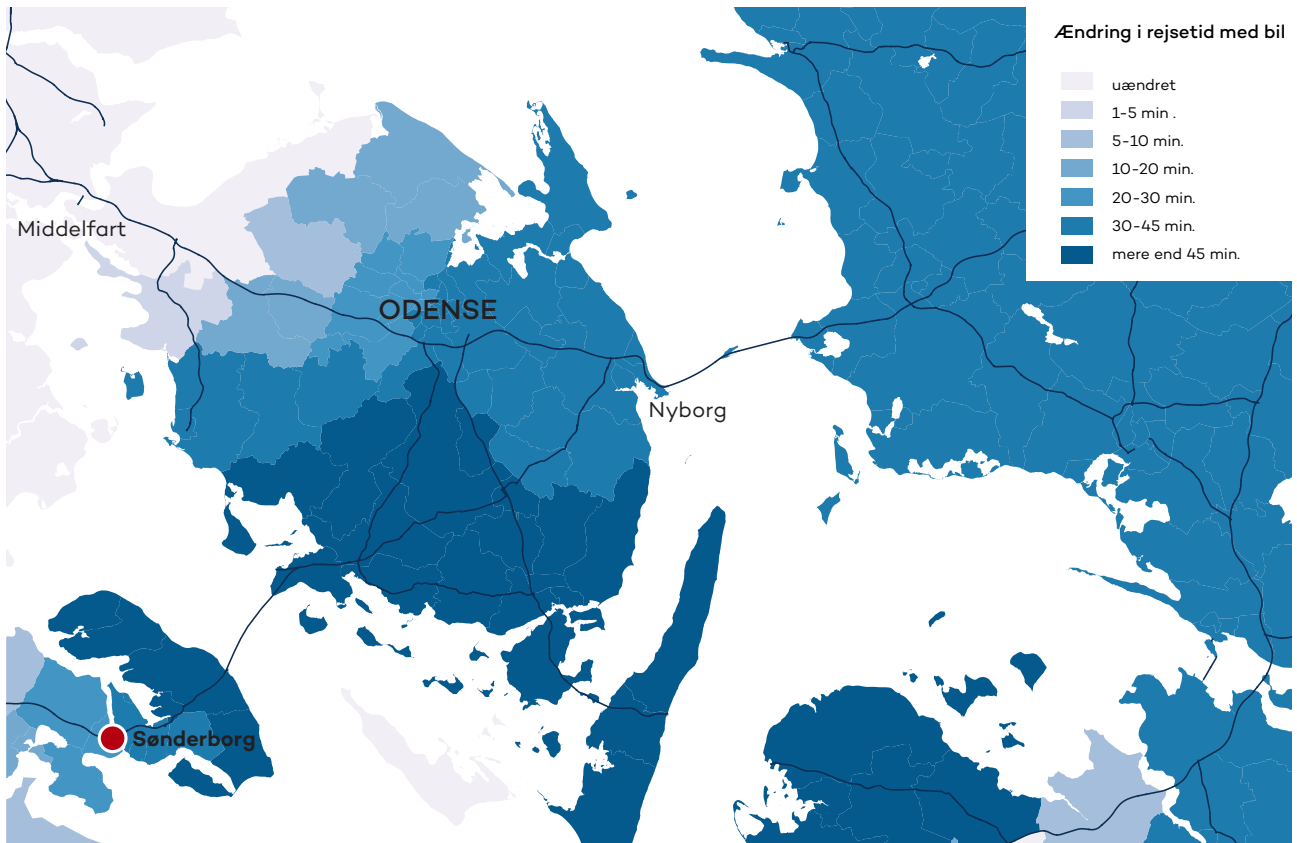 Ændring i rejsetid med bil
uændret
1-5 min .
5-10 min.
10-20 min.
20-30 min.
30-45 min.
mere end 45 min.
Middelfart
ODENSE
Nyborg
Sønderborg